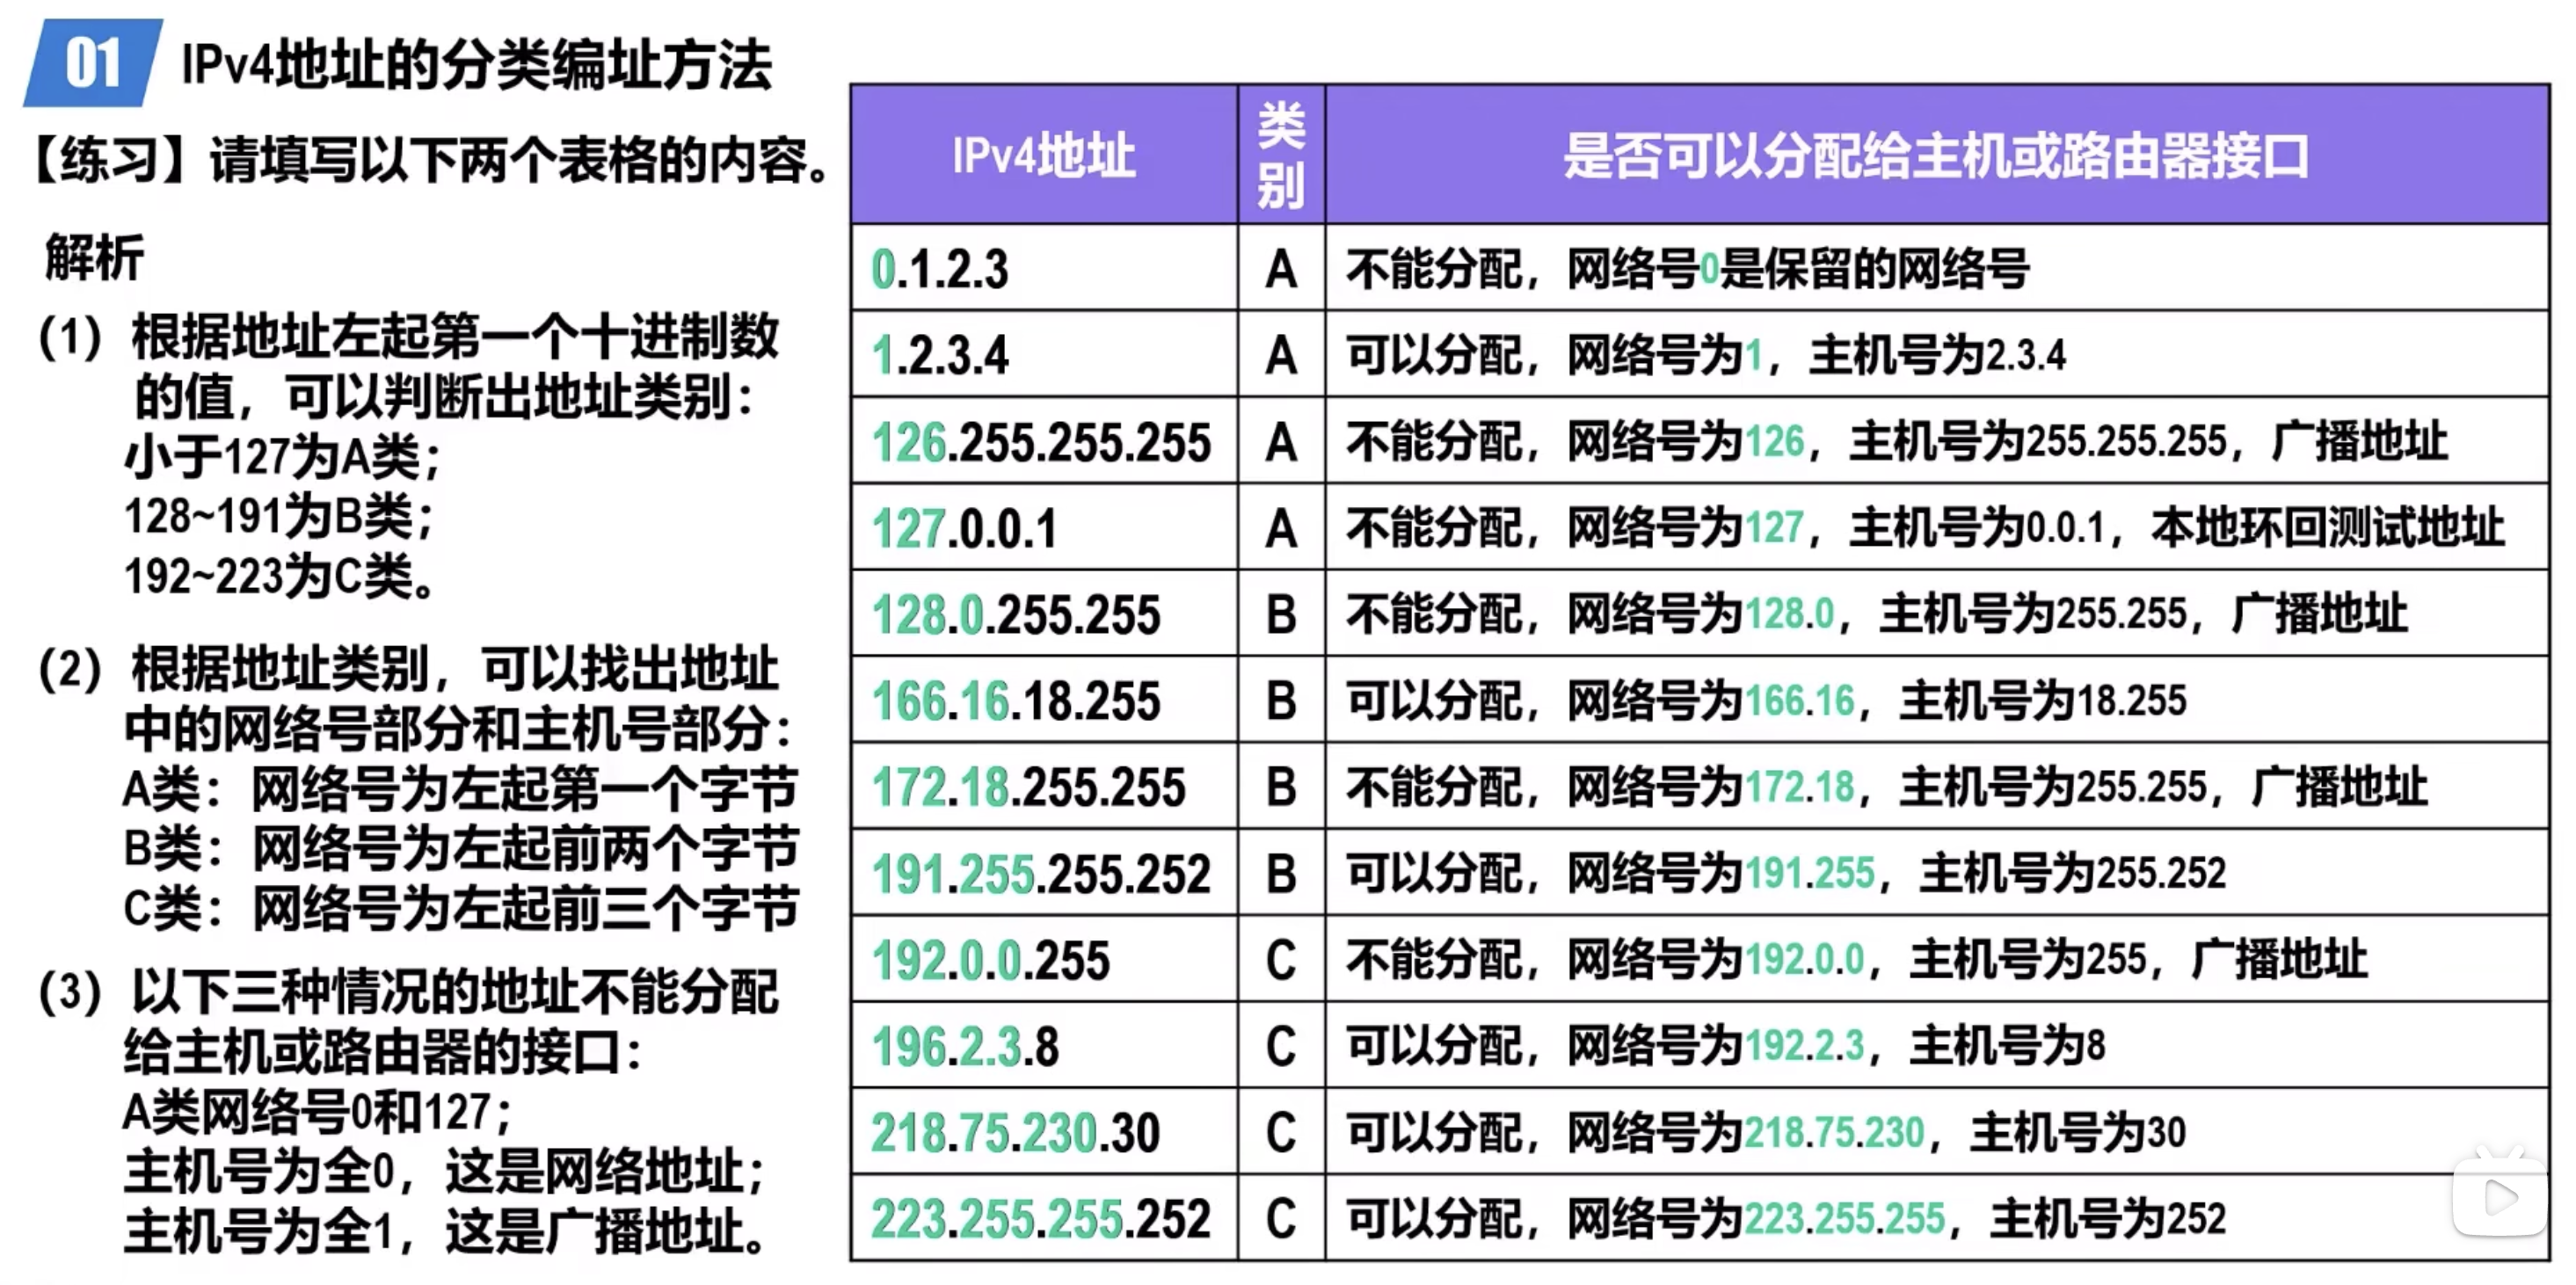 01 IPv4地址的分类编址方法
【练习】请填写以下两个表格的内容。
解析
(1) 根据地址左起第一个十进制数
的值，可以判断出地址类别：
小于127为A类；
128~191为B类；
192~223为C类。
(2) 根据地址类别，可以找出地址
中的网络号部分和主机号部分：
A类：网络号为左起第一个字节
B类：网络号为左起前两个字节
C类：网络号为左起前三个字节
(3) 以下三种情况的地址不能分配
给主机或路由器的接口：
A类网络号0和127；
主机号为全0，这是网络地址；
主机号为全1，这是广播地址。
IPv4地址 类别 是否可以分配给主机或路由器接口
0.1.2.3 A 不能分配，网络号0是保留的网络号
1.2.3.4 A 可以分配，网络号为1，主机号为2.3.4
126.255.255.255 A 不能分配，网络号为126，主机号为255.255.255，广播地址
127.0.0.1 A 不能分配，网络号为127，主机号为0.0.1，本地环回测试地址
128.0.255.255 B 不能分配，网络号为128.0，主机号为255.255，广播地址
166.16.18.255 B 可以分配，网络号为166.16，主机号为18.255
172.18.255.255 B 不能分配，网络号为172.18，主机号为255.255，广播地址
191.255.255.252 B 可以分配，网络号为191.255，主机号为255.252
192.0.0.255 C 不能分配，网络号为192.0.0，主机号为255，广播地址
196.2.3.8 C 可以分配，网络号为192.2.3，主机号为8
218.75.230.30 C 可以分配，网络号为218.75.230，主机号为30
223.255.255.252 C 可以分配，网络号为223.255.255，主机号为252